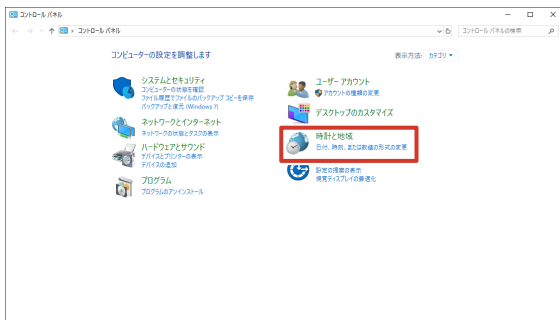 コントロール パネル
コントロール パネル
コントロール パネルの検索
コンピューターの設定を調整します
表示方法: カテゴリ
システムとセキュリティ
コンピューターの状態を確認
ファイル履歴でファイルのバックアップ コピーを保存
バックアップと復元 (Windows 7)
ネットワークとインターネット
ネットワークの状態とタスクの表示
ハードウェアとサウンド
デバイスとプリンターの表示
デバイスの追加
プログラム
プログラムのアンインストール
ユーザー アカウント
アカウントの種類の変更
デスクトップのカスタマイズ
時計と地域
日付、時刻、または数値の形式の変更
設定の提案の表示
視覚ディスプレイの最適化